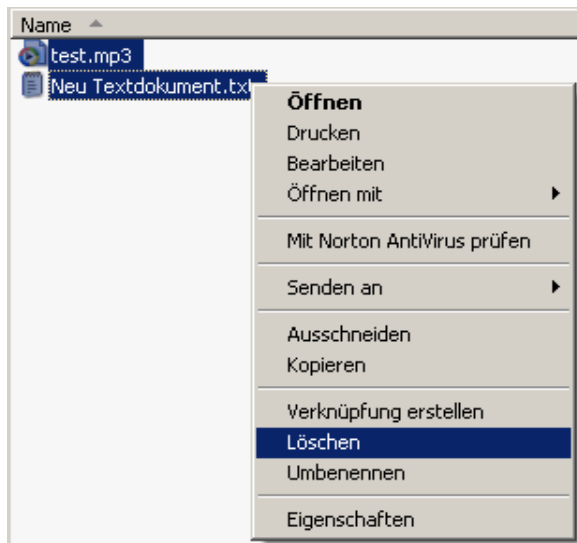 Name
test.mp3
Neu Textdokument.txt
Öffnen
Drucken
Bearbeiten
Öffnen mit
Mit Norton AntiVirus prüfen
Senden an
Ausschneiden
Kopieren
Verknüpfung erstellen
Löschen
Umbenennen
Eigenschaften